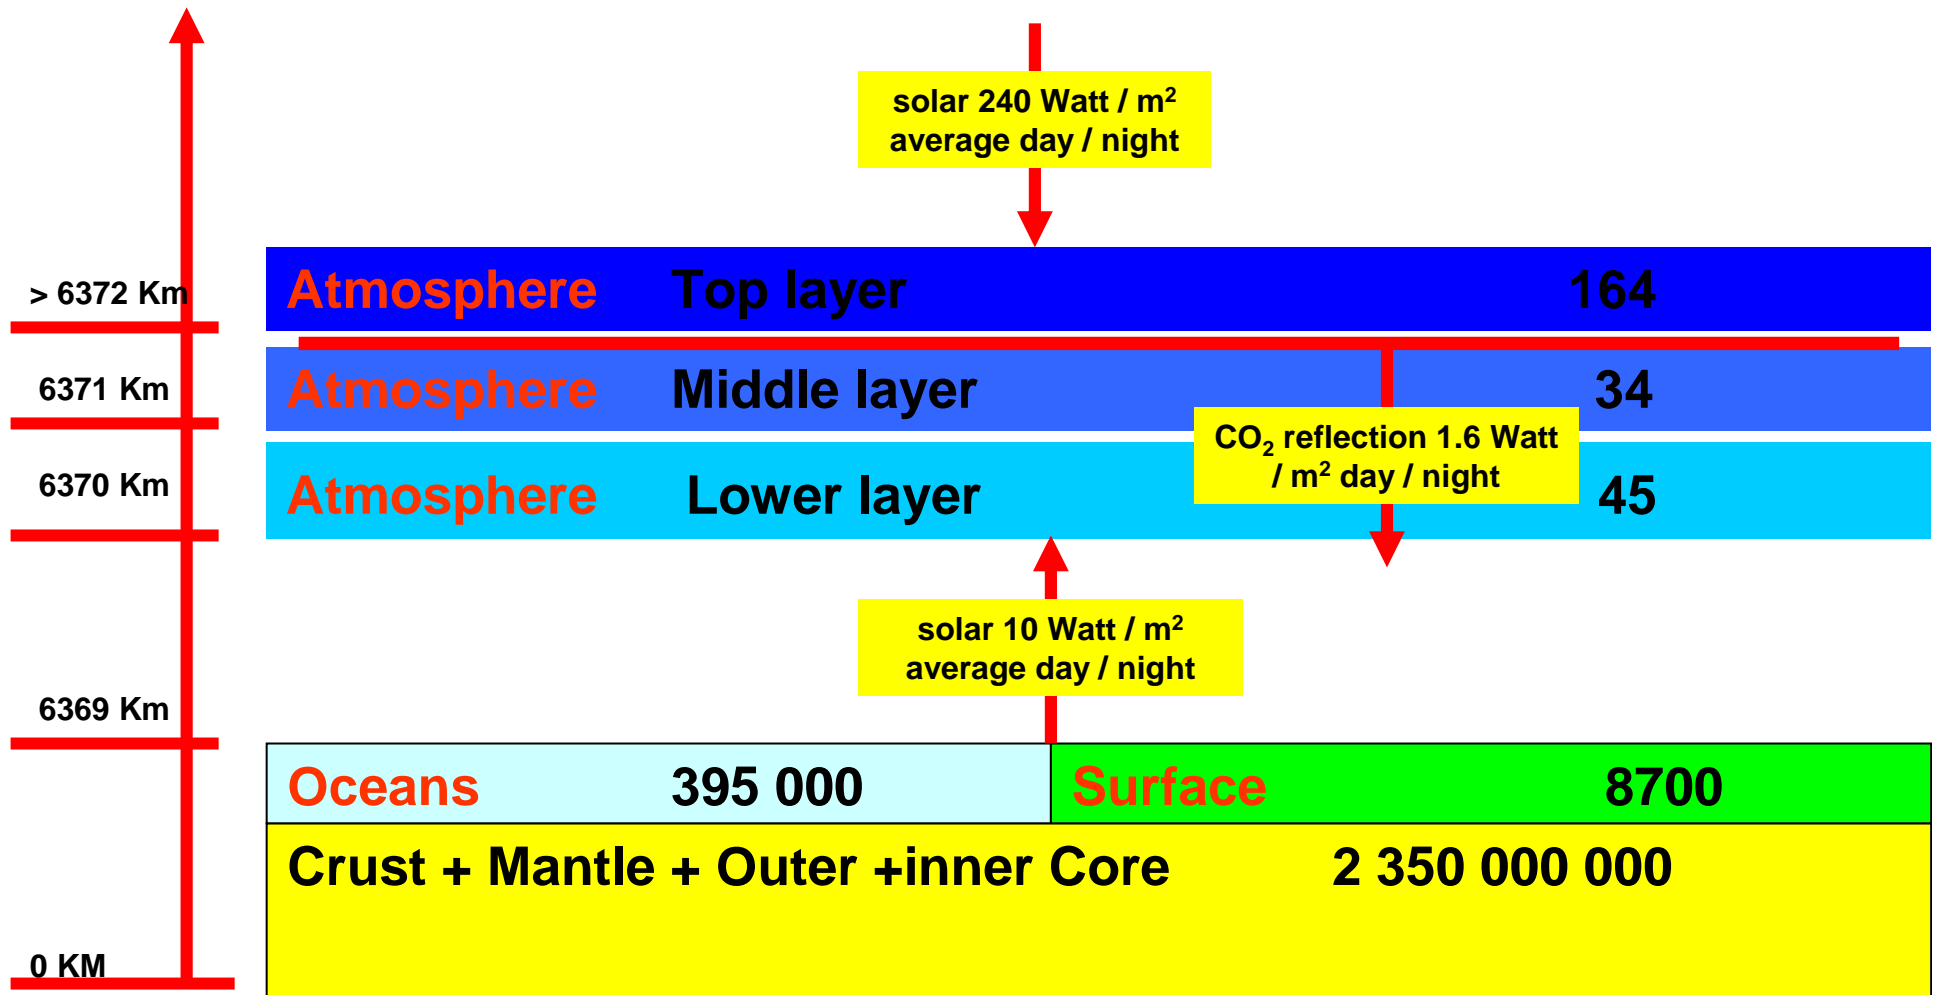 solar 240 Watt / m²
average day / night
> 6372 Km
Atmosphere Top layer 164
6371 Km
Atmosphere Middle layer 34
CO₂ reflection 1.6 Watt
/ m² day / night
6370 Km
Atmosphere Lower layer 45
solar 10 Watt / m²
average day / night
6369 Km
Oceans 395 000 Surface 8700
Crust + Mantle + Outer +inner Core 2 350 000 000
0 KM